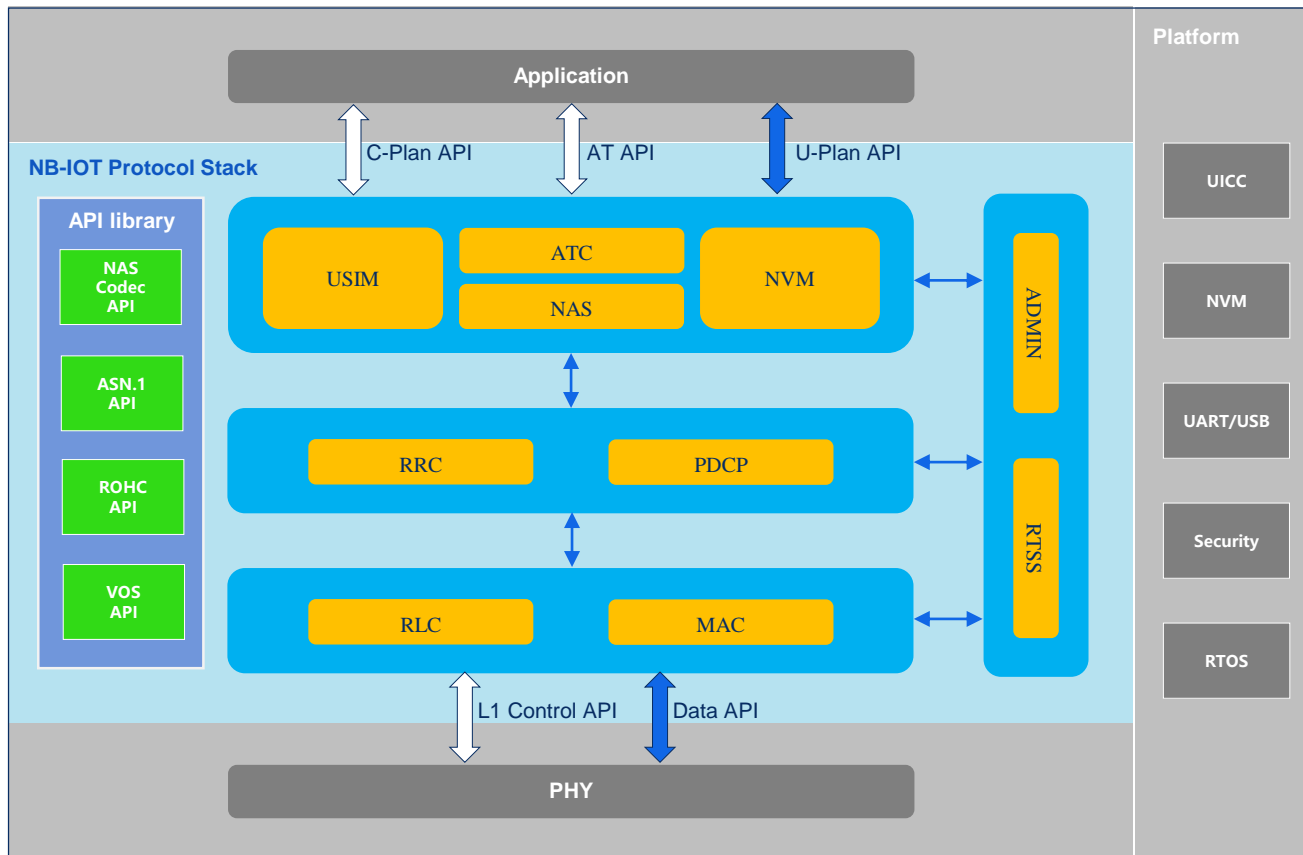 Platform
Application
C-Plan API
AT API
U-Plan API
NB-IOT Protocol Stack
API library
NAS
Codec
API
ASN.1
API
ROHC
API
VOS
API
USIM
ATC
NAS
NVM
RRC
PDCP
RLC
MAC
ADMIN
RTSS
L1 Control API
Data API
PHY
UICC
NVM
UART/USB
Security
RTOS